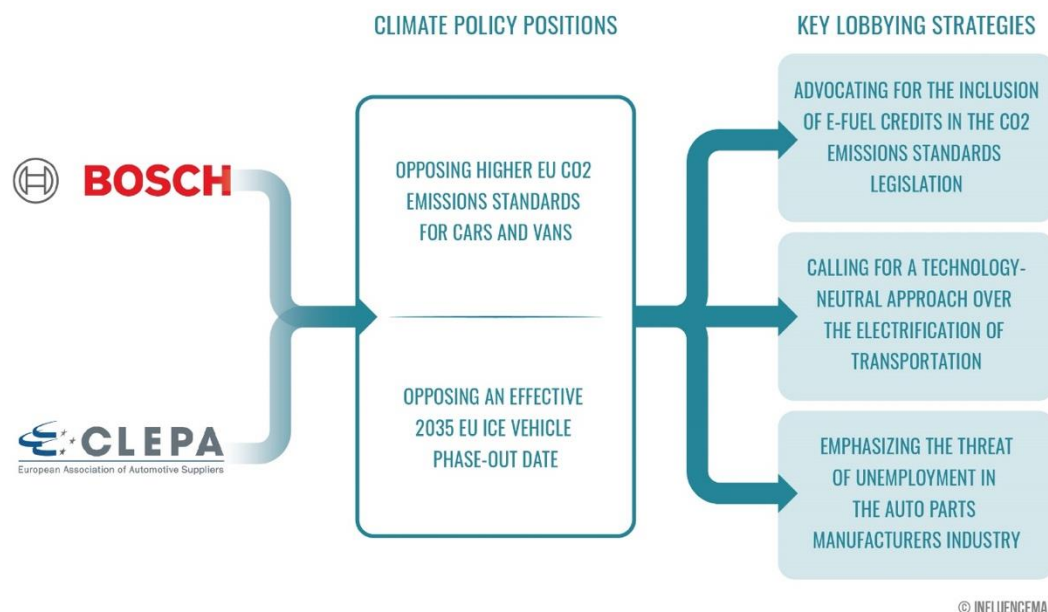 CLIMATE POLICY POSITIONS
KEY LOBBYING STRATEGIES
BOSCH
CLEPA
European Association of Automotive Suppliers
OPPOSING HIGHER EU CO2
EMISSIONS STANDARDS
FOR CARS AND VANS
OPPOSING AN EFFECTIVE
2035 EU ICE VEHICLE
PHASE-OUT DATE
ADVOCATING FOR THE INCLUSION
OF E-FUEL CREDITS IN THE CO2
EMISSIONS STANDARDS
LEGISLATION
CALLING FOR A TECHNOLOGY-
NEUTRAL APPROACH OVER
THE ELECTRIFICATION OF
TRANSPORTATION
EMPHASIZING THE THREAT
OF UNEMPLOYMENT IN
THE AUTO PARTS
MANUFACTURERS INDUSTRY
© INFLUENCEMA